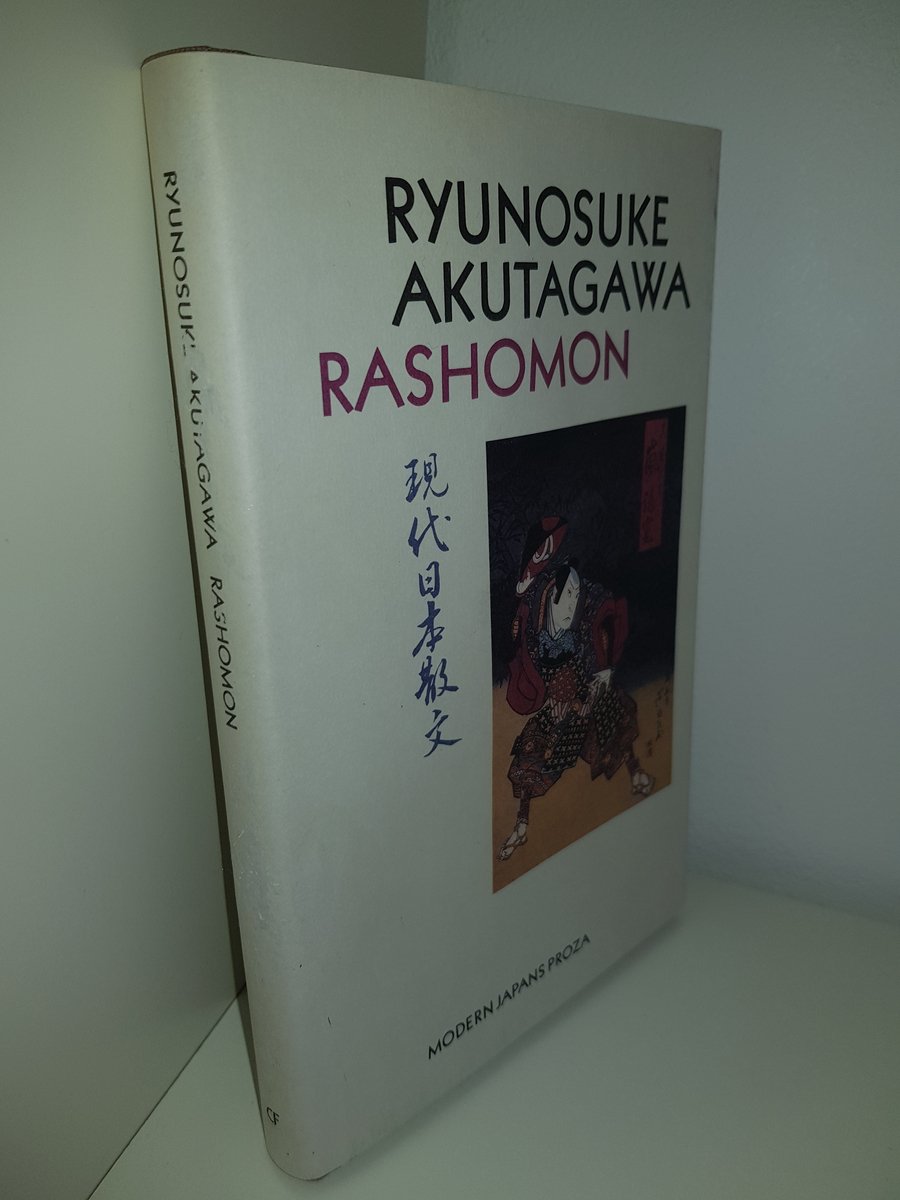 RYUNOSUKE
AKUTAGAWA
RASHOMON
現代日本散文
MODERN JAPANS PROZA
RYUNOSUKE AKUTAGAWA RASHOMON
CF